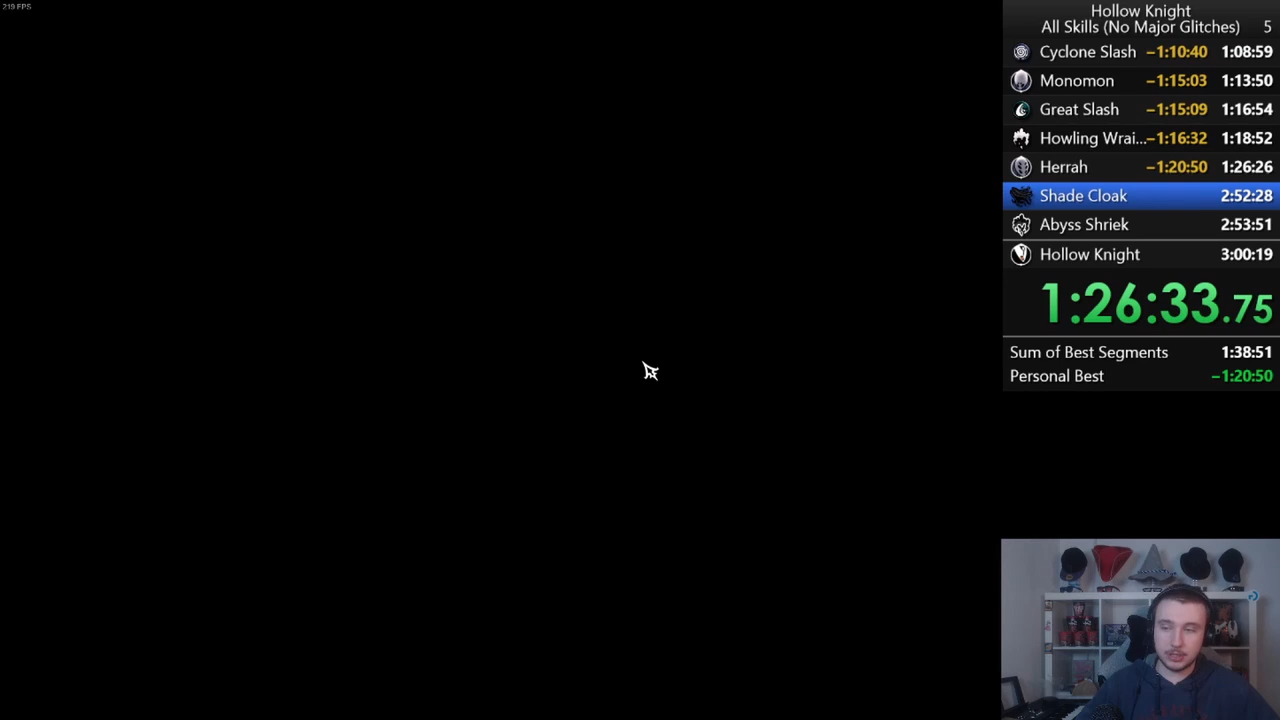 219 FPS
Hollow Knight
All Skills (No Major Glitches) 5
Cyclone Slash −1:10:40 1:08:59
Monomon −1:15:03 1:13:50
Great Slash −1:15:09 1:16:54
Howling Wrai... −1:16:32 1:18:52
Herrah −1:20:50 1:26:26
Shade Cloak 2:52:28
Abyss Shriek 2:53:51
Hollow Knight 3:00:19
1:26:33.75
Sum of Best Segments 1:38:51
Personal Best −1:20:50